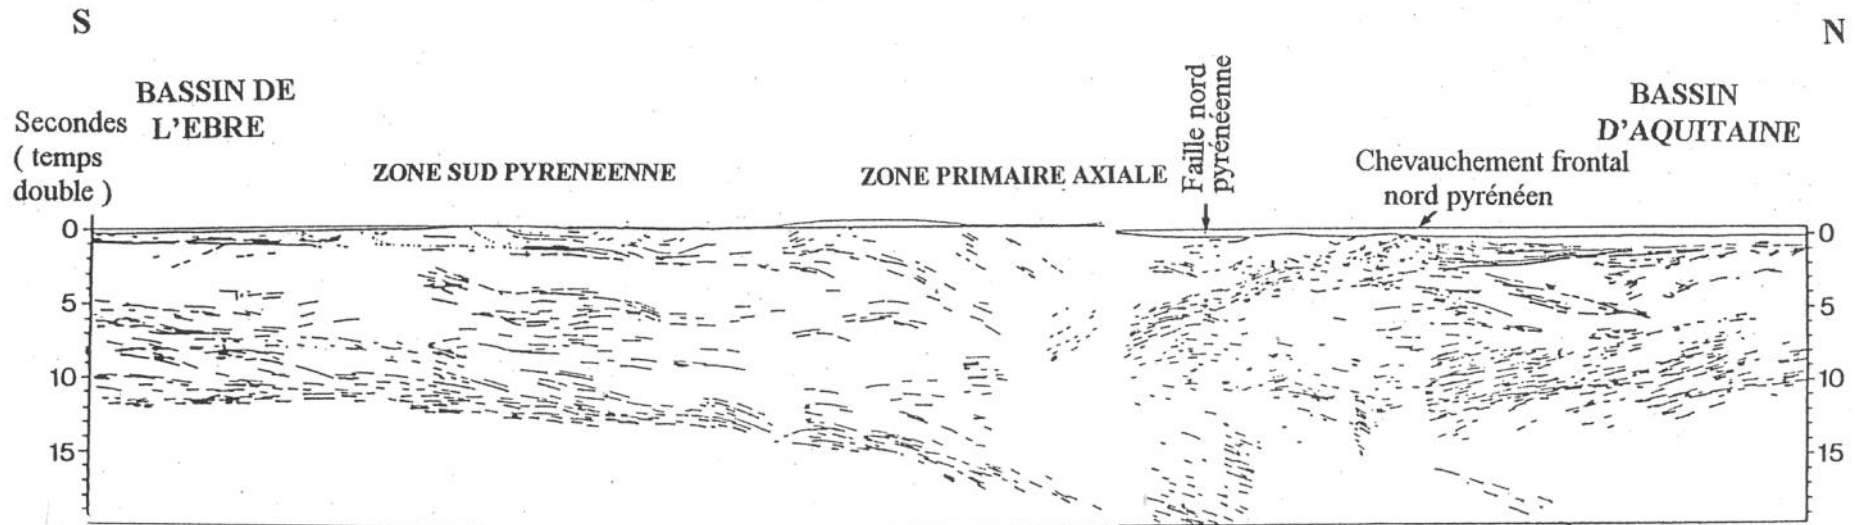 S
N
BASSIN DE
L'EBRE
Secondes
( temps
double )
ZONE SUD PYRENEENNE
ZONE PRIMAIRE AXIALE
Faille nord
pyrénéenne
Chevauchement frontal
nord pyrénéen
BASSIN
D'AQUITAINE
0
5
10
15
0
5
10
15